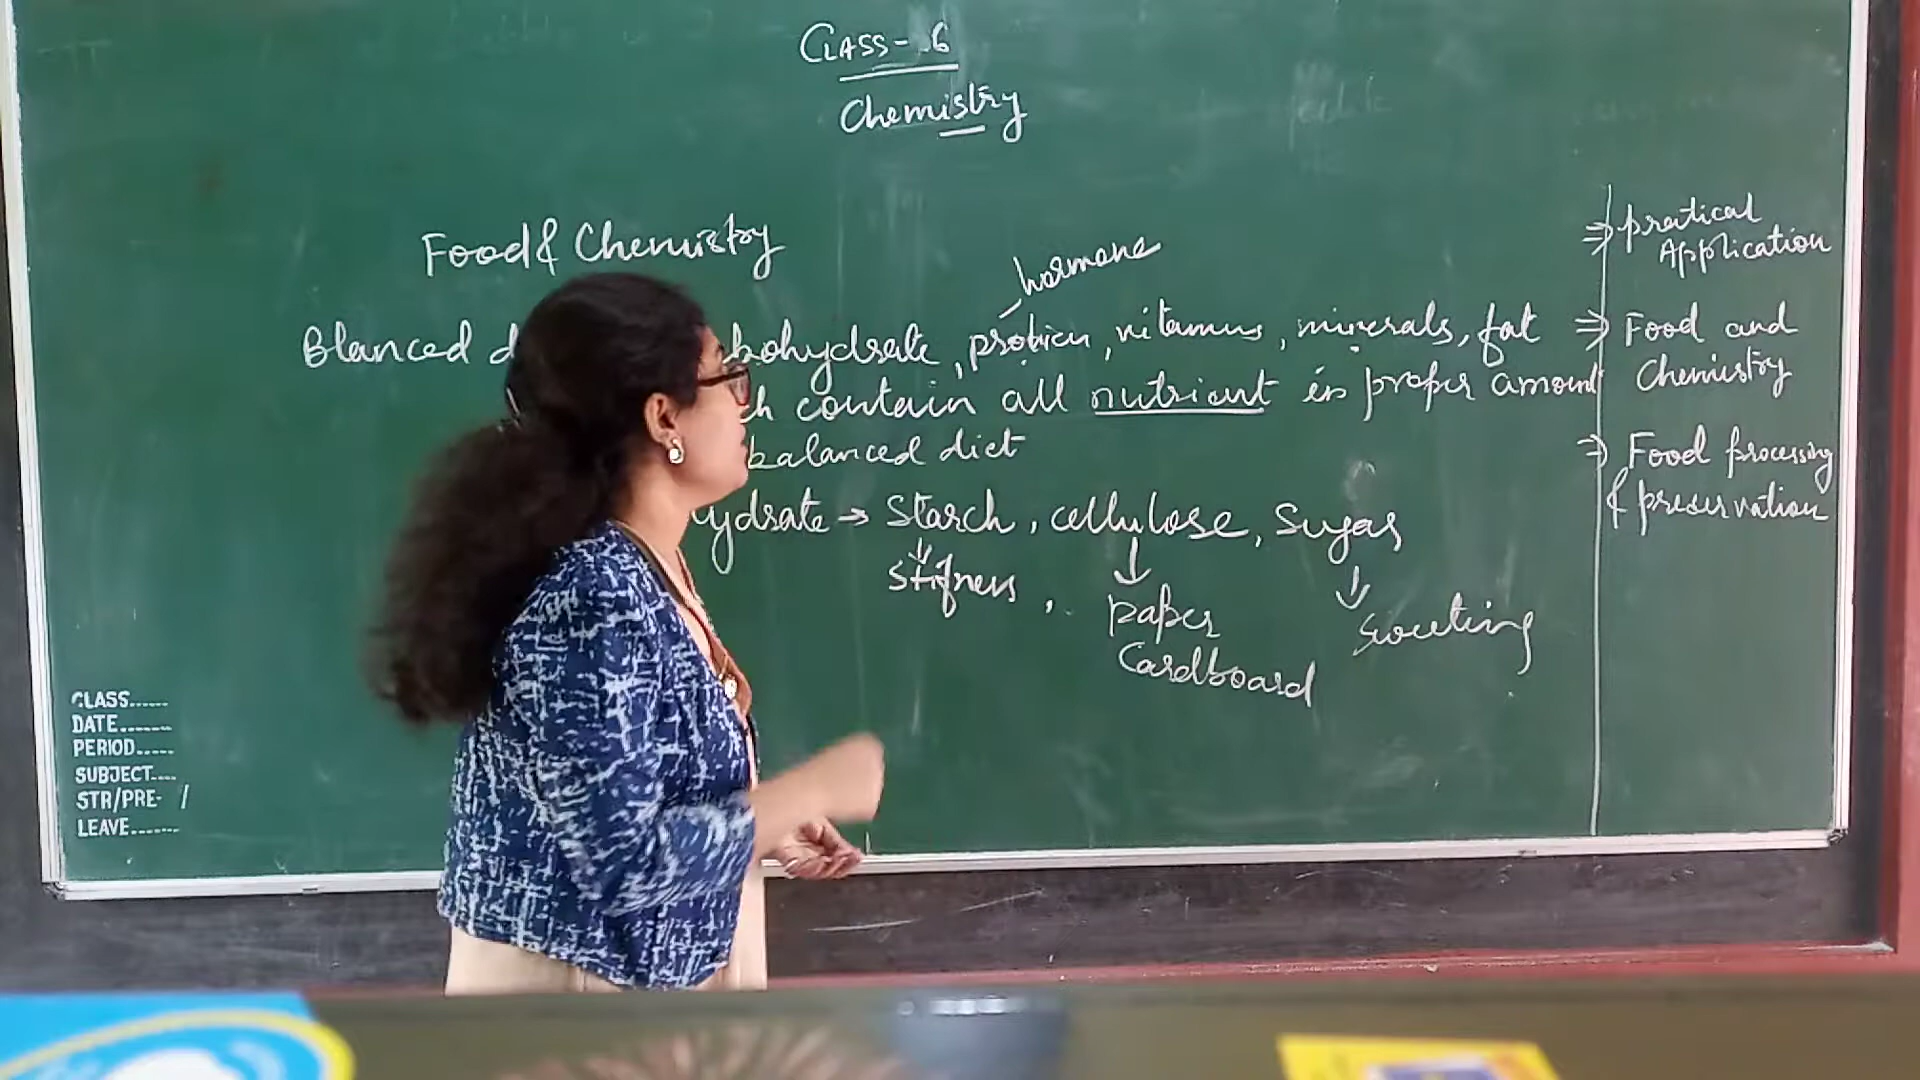 CLASS-6
Chemistry
Food & Chemistry
hormone
Blanced d bohydrate, protien, vitamins, minerals, fat
ch contain all nutrient in proper amount
balanced diet
ydrate → Starch, cellulose, Sugar
Stifness, paper
Cardboard
=> pratical
Application
=> Food and
Chemistry
=> Food processing
& preservation
CLASS......
DATE.......
PERIOD.....
SUBJECT....
STR/PRE- /
LEAVE.......